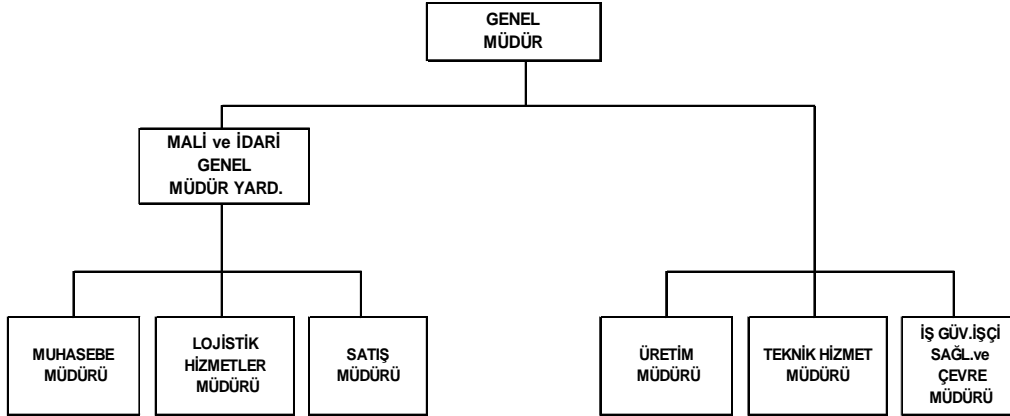 GENEL
MÜDÜR
MALİ ve İDARİ
GENEL
MÜDÜR YARD.
MUHASEBE
MÜDÜRÜ
LOJİSTİK
HİZMETLER
MÜDÜRÜ
SATIŞ
MÜDÜRÜ
ÜRETİM
MÜDÜRÜ
TEKNİK HİZMET
MÜDÜRÜ
İŞ GÜV.İŞÇİ
SAĞL.ve
ÇEVRE
MÜDÜRÜ